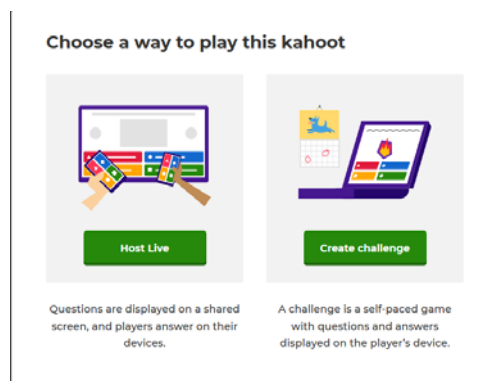 Choose a way to play this kahoot
Host Live
Questions are displayed on a shared
screen, and players answer on their
devices.
Create challenge
A challenge is a self-paced game
with questions and answers
displayed on the player's device.